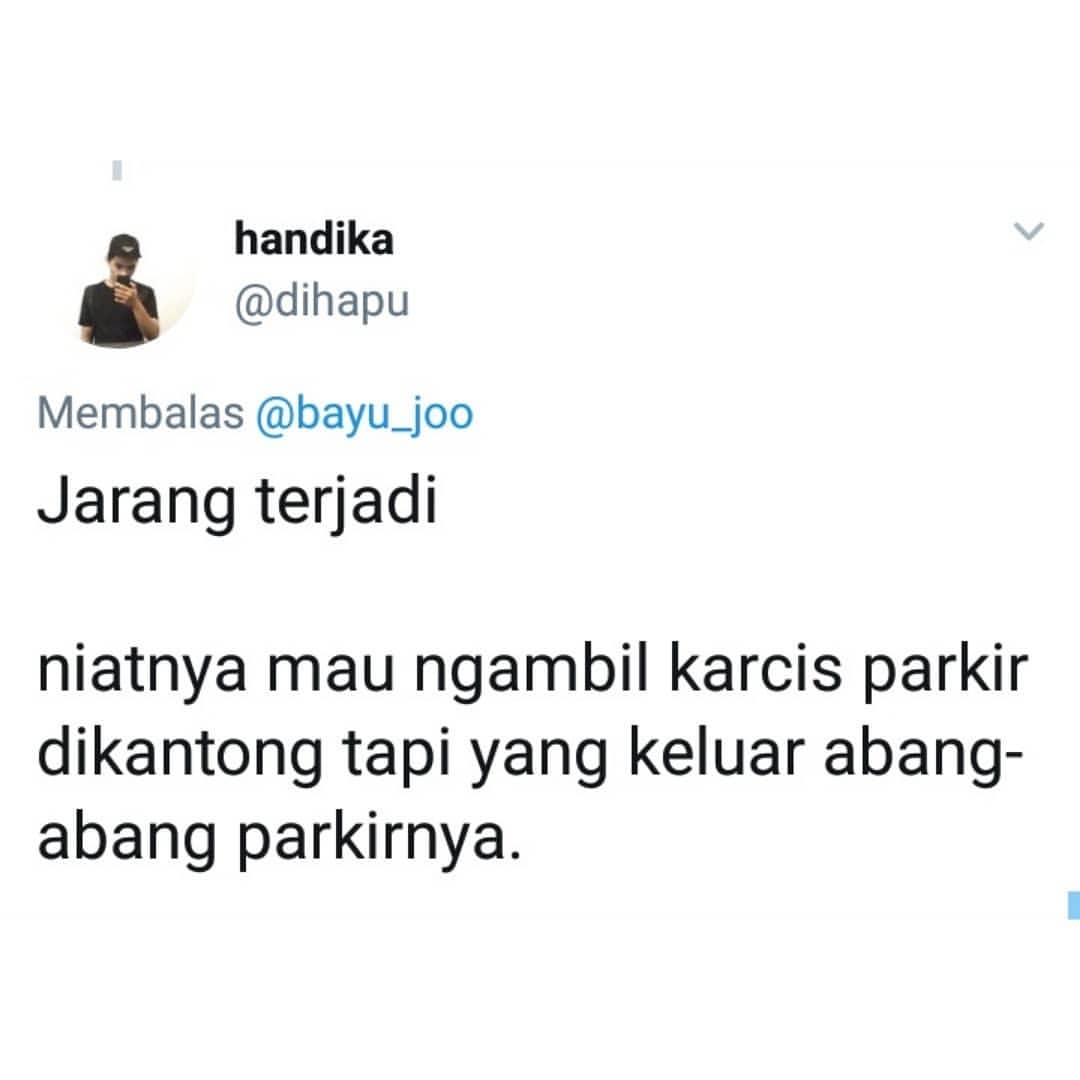 handika
@dihapu
Membalas @bayu_joo
Jarang terjadi
niatnya mau ngambil karcis parkir
dikantong tapi yang keluar abang-
abang parkirnya.